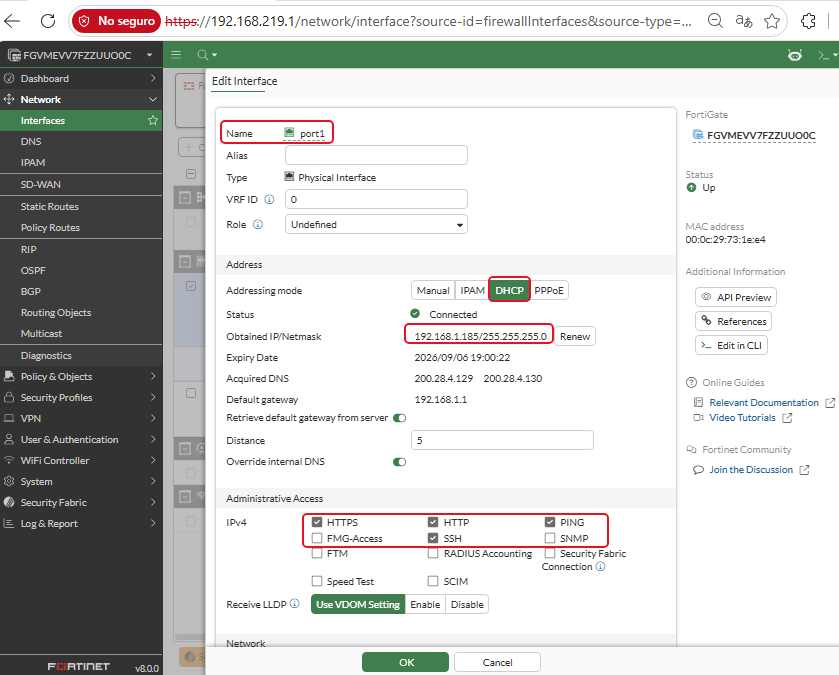 No seguro https://192.168.219.1/network/interface?source-id=firewallInterfaces&source-type=...
FGVMEVV7FZZUUO0C
Dashboard
Network
Interfaces
DNS
IPAM
SD-WAN
Static Routes
Policy Routes
RIP
OSPF
BGP
Routing Objects
Multicast
Diagnostics
Policy & Objects
Security Profiles
VPN
User & Authentication
WiFi Controller
System
Security Fabric
Log & Report
FORTINET v8.0.0
Edit Interface
Name port1
Alias
Type Physical Interface
VRF ID 0
Role Undefined
Address
Addressing mode Manual IPAM DHCP PPPoE
Status Connected
Obtained IP/Netmask 192.168.1.185/255.255.255.0 Renew
Expiry Date 2026/09/06 19:00:22
Acquired DNS 200.28.4.129 200.28.4.130
Default gateway 192.168.1.1
Retrieve default gateway from server
Distance 5
Override internal DNS
Administrative Access
IPv4 HTTPS HTTP PING
FMG-Access SSH SNMP
FTM RADIUS Accounting Security Fabric
Connection
Speed Test SCIM
Receive LLDP Use VDOM Setting Enable Disable
Network
OK Cancel
FortiGate
FGVMEVV7FZZUUO0C
Status
Up
MAC address
00:0c:29:73:1e:e4
Additional Information
API Preview
References
>_ Edit in CLI
Online Guides
Relevant Documentation
Video Tutorials
Fortinet Community
Join the Discussion